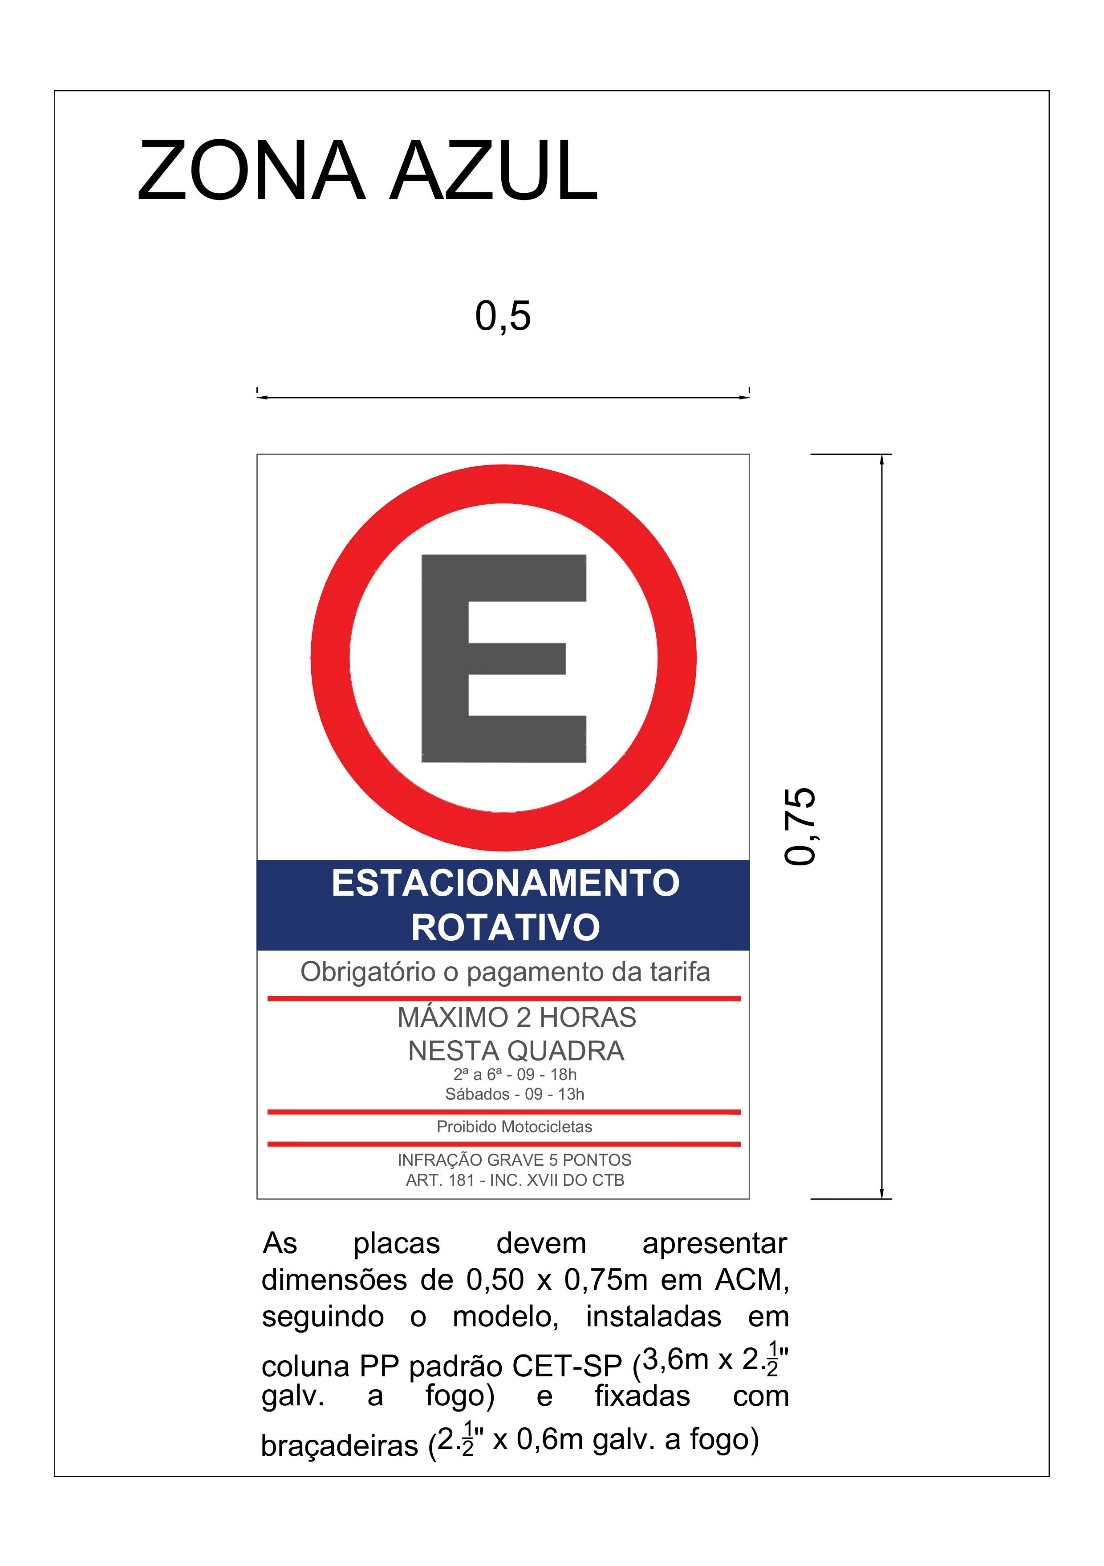 ZONA AZUL
0,5
E
0,75
ESTACIONAMENTO
ROTATIVO
Obrigatório o pagamento da tarifa
MÁXIMO 2 HORAS
NESTA QUADRA
2ª a 6ª - 09 - 18h
Sábados - 09 - 13h
Proibido Motocicletas
INFRAÇÃO GRAVE 5 PONTOS
ART. 181 - INC. XVII DO CTB
As placas devem apresentar
dimensões de 0,50 x 0,75m em ACM,
seguindo o modelo, instaladas em
coluna PP padrão CET-SP (3,6m x 2.½"
galv. a fogo) e fixadas com
braçadeiras (2.½" x 0,6m galv. a fogo)